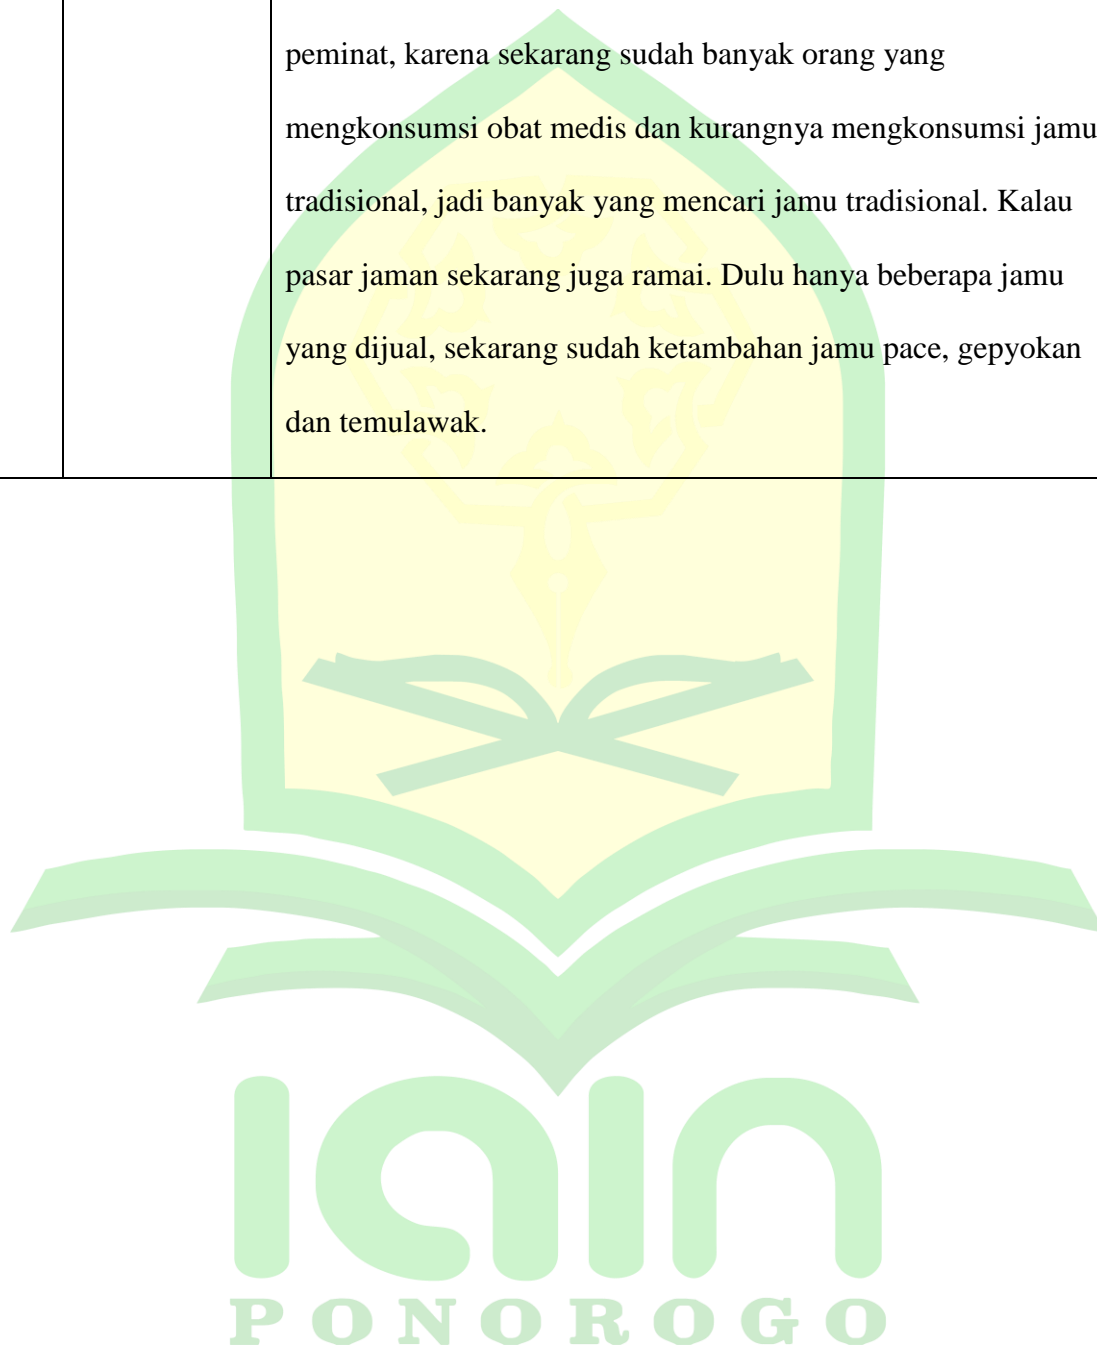 peminat, karena sekarang sudah banyak orang yang
mengkonsumsi obat medis dan kurangnya mengkonsumsi jamu
tradisional, jadi banyak yang mencari jamu tradisional. Kalau
pasar jaman sekarang juga ramai. Dulu hanya beberapa jamu
yang dijual, sekarang sudah ketambahan jamu pace, gepyokan
dan temulawak.
iain
PONOROGO